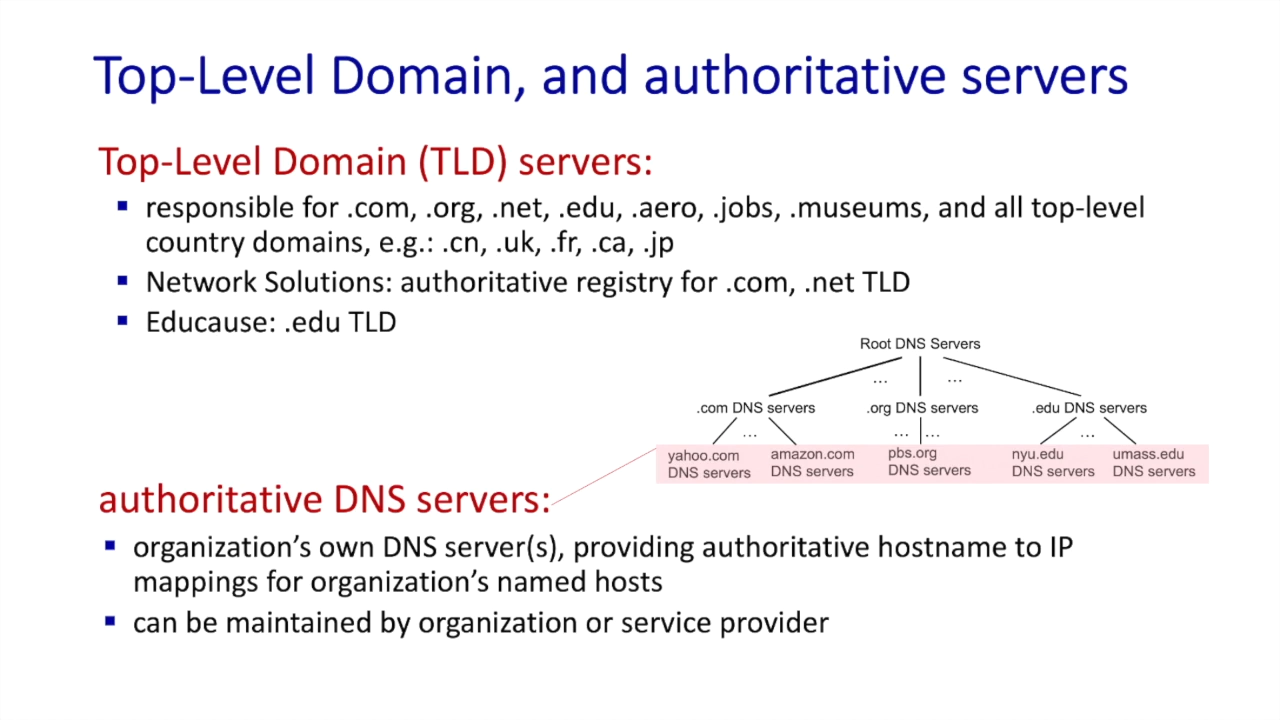 Top-Level Domain, and authoritative servers
Top-Level Domain (TLD) servers:
▪ responsible for .com, .org, .net, .edu, .aero, .jobs, .museums, and all top-level
country domains, e.g.: .cn, .uk, .fr, .ca, .jp
▪ Network Solutions: authoritative registry for .com, .net TLD
▪ Educause: .edu TLD
Root DNS Servers
... ...
.com DNS servers .org DNS servers .edu DNS servers
... ... ... ...
yahoo.com amazon.com pbs.org nyu.edu umass.edu
DNS servers DNS servers DNS servers DNS servers DNS servers
authoritative DNS servers:
▪ organization’s own DNS server(s), providing authoritative hostname to IP
mappings for organization’s named hosts
▪ can be maintained by organization or service provider